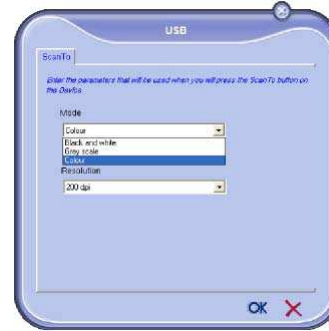 USB
ScanTo
Enter the parameters that will be used when you will press the ScanTo button on
the Device
Mode
Colour
Black and white
Grey scale
Colour
Resolution
200 dpi
OK